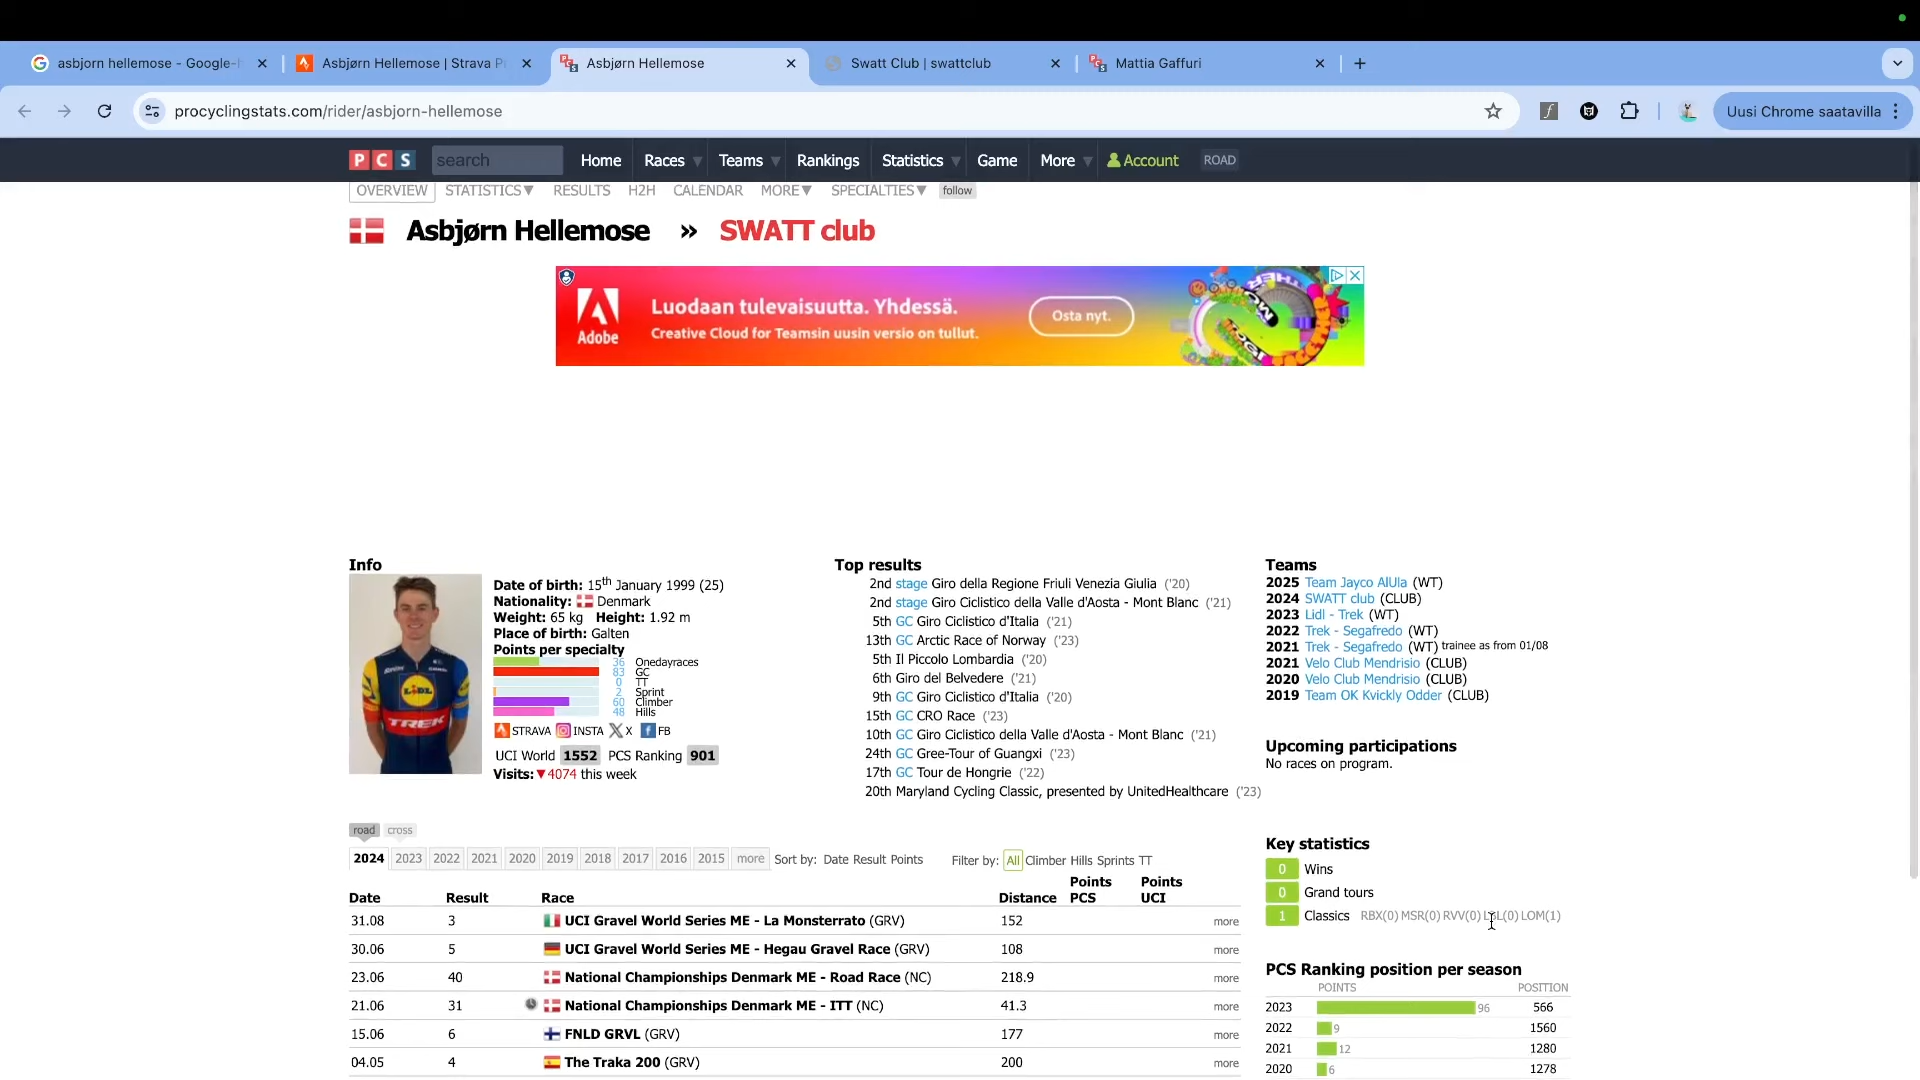 asbjorn hellemose - Google-
Asbjørn Hellemose | Strava P
Asbjørn Hellemose
Swatt Club | swattclub
Mattia Gaffuri
procyclingstats.com/rider/asbjorn-hellemose
Uusi Chrome saatavilla
PCS search Home Races Teams Rankings Statistics Game More Account ROAD
OVERVIEW STATISTICS▼ RESULTS H2H CALENDAR MORE▼ SPECIALTIES▼ follow
Asbjørn Hellemose » SWATT club
Adobe
Luodaan tulevaisuutta. Yhdessä.
Creative Cloud for Teamsin uusin versio on tullut.
Osta nyt.
Info
Date of birth: 15th January 1999 (25)
Nationality: Denmark
Weight: 65 kg Height: 1.92 m
Place of birth: Galten
Points per specialty
36 Onedayraces
83 GC
0 TT
2 Sprint
60 Climber
48 Hills
STRAVA INSTA X FB
UCI World 1552 PCS Ranking 901
Visits: ▼4074 this week
LIDL
TREK
Top results
2nd stage Giro della Regione Friuli Venezia Giulia ('20)
2nd stage Giro Ciclistico della Valle d'Aosta - Mont Blanc ('21)
5th GC Giro Ciclistico d'Italia ('21)
13th GC Arctic Race of Norway ('23)
5th Il Piccolo Lombardia ('20)
6th Giro del Belvedere ('21)
9th GC Giro Ciclistico d'Italia ('20)
15th GC CRO Race ('23)
10th GC Giro Ciclistico della Valle d'Aosta - Mont Blanc ('21)
24th GC Gree-Tour of Guangxi ('23)
17th GC Tour de Hongrie ('22)
20th Maryland Cycling Classic, presented by UnitedHealthcare ('23)
Teams
2025 Team Jayco AlUla (WT)
2024 SWATT club (CLUB)
2023 Lidl - Trek (WT)
2022 Trek - Segafredo (WT)
2021 Trek - Segafredo (WT) trainee as from 01/08
2021 Velo Club Mendrisio (CLUB)
2020 Velo Club Mendrisio (CLUB)
2019 Team OK Kvickly Odder (CLUB)
Upcoming participations
No races on program.
road cross
2024 2023 2022 2021 2020 2019 2018 2017 2016 2015 more Sort by: Date Result Points Filter by: All Climber Hills Sprints TT
Date Result Race Distance Points PCS Points UCI
31.08 3 UCI Gravel World Series ME - La Monsterrato (GRV) 152 more
30.06 5 UCI Gravel World Series ME - Hegau Gravel Race (GRV) 108 more
23.06 40 National Championships Denmark ME - Road Race (NC) 218.9 more
21.06 31 National Championships Denmark ME - ITT (NC) 41.3 more
15.06 6 FNLD GRVL (GRV) 177 more
04.05 4 The Traka 200 (GRV) 200 more
Key statistics
0 Wins
0 Grand tours
1 Classics RBX(0) MSR(0) RVV(0) LBL(0) LOM(1)
PCS Ranking position per season
POINTS POSITION
2023 96 566
2022 9 1560
2021 12 1280
2020 6 1278